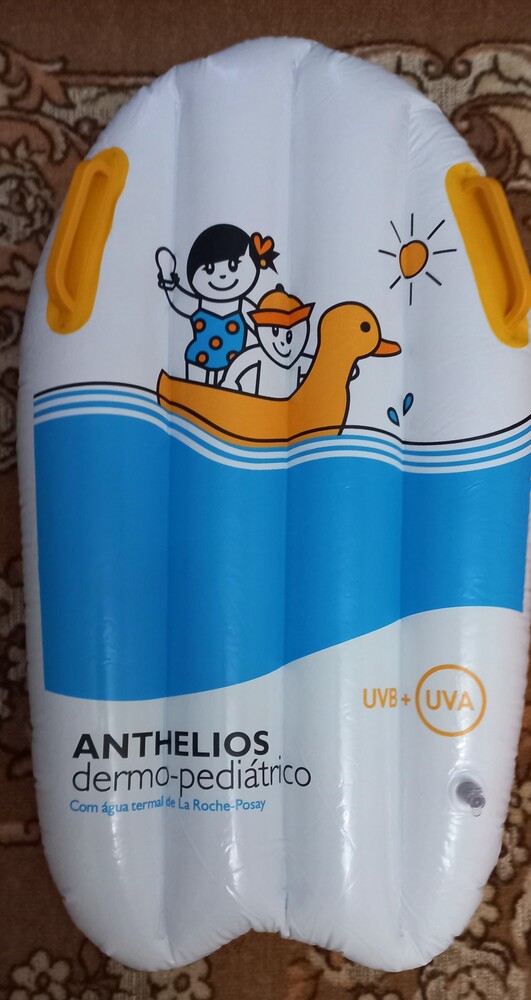 UVB + UVA
ANTHELIOS
dermo-pediátrico
Com água termal de La Roche-Posay